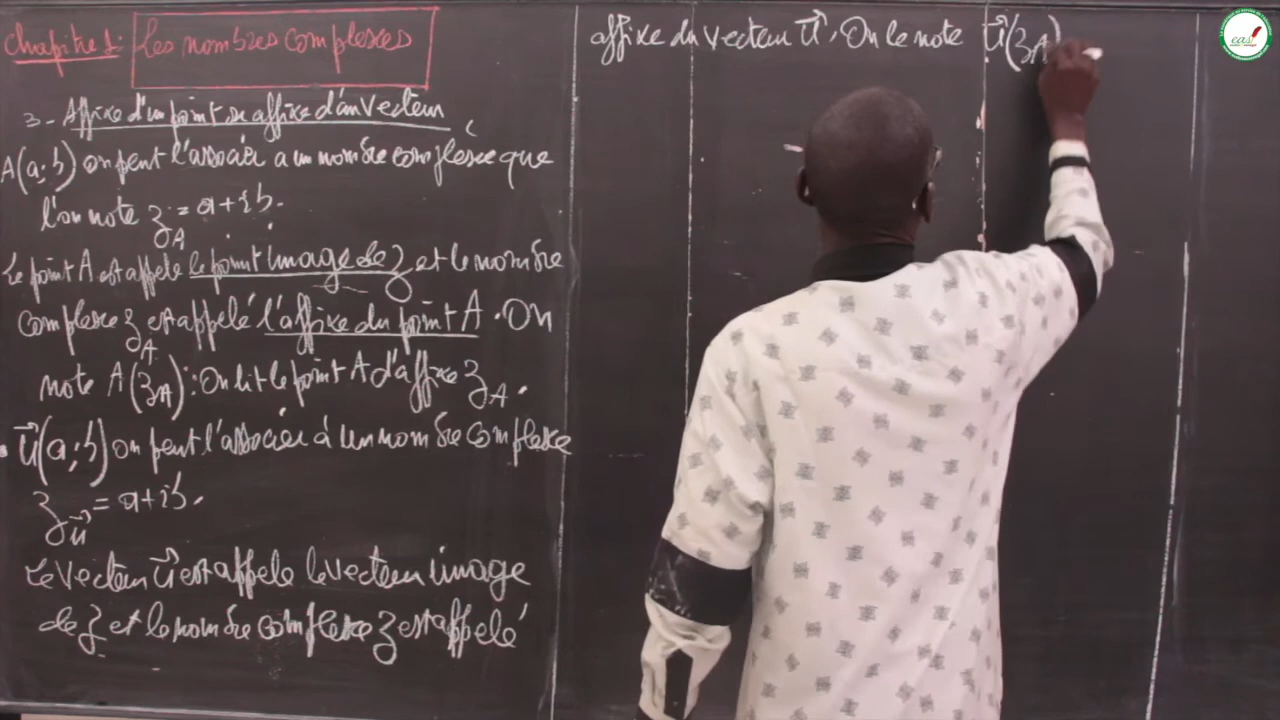 Chapitre 1: Les nombres complexes
3- Affixe d'un point, ou affixe d'un vecteur
A(a; b) on peut l'associer a un nombre complexe que
l'on note z_A = a+ib.
Le point A est appelé le point image de z et le nombre
complexe z_A est appelé l'affixe du point A. On
note A(z_A): On lit le point A d'affixe z_A.
u⃗(a; b) on peut l'associer à un nombre complexe
z_u⃗ = a+ib.
Le vecteur u⃗ est appelé le vecteur image
de z et le nombre complexe z est appelé
affixe du vecteur u⃗. On le note u⃗(z_A)
eas